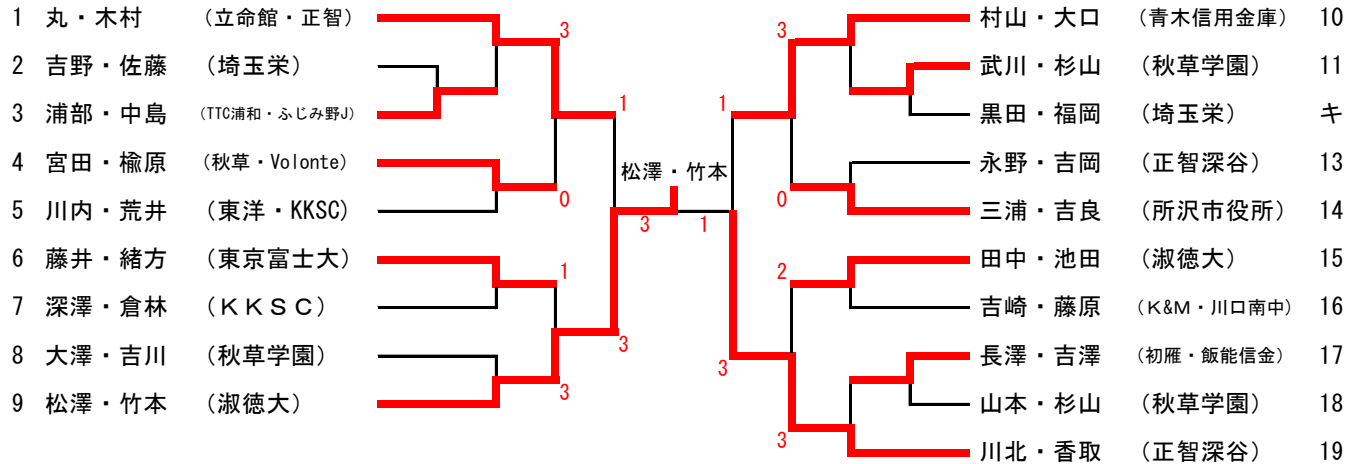 1 丸・木村 (立命館・正智)
2 吉野・佐藤 (埼玉栄)
3 浦部・中島 (TTC浦和・ふじみ野J)
4 宮田・楡原 (秋草・Volonte)
5 川内・荒井 (東洋・KKSC)
6 藤井・緒方 (東京富士大)
7 深澤・倉林 (ＫＫＳＣ)
8 大澤・吉川 (秋草学園)
9 松澤・竹本 (淑徳大)
3
1
0
1
3
3
松澤・竹本
3 1
3
1
0
2
3
3
村山・大口 (青木信用金庫) 10
武川・杉山 (秋草学園) 11
黒田・福岡 (埼玉栄) キ
永野・吉岡 (正智深谷) 13
三浦・吉良 (所沢市役所) 14
田中・池田 (淑徳大) 15
吉崎・藤原 (K&M・川口南中) 16
長澤・吉澤 (初雁・飯能信金) 17
山本・杉山 (秋草学園) 18
川北・香取 (正智深谷) 19